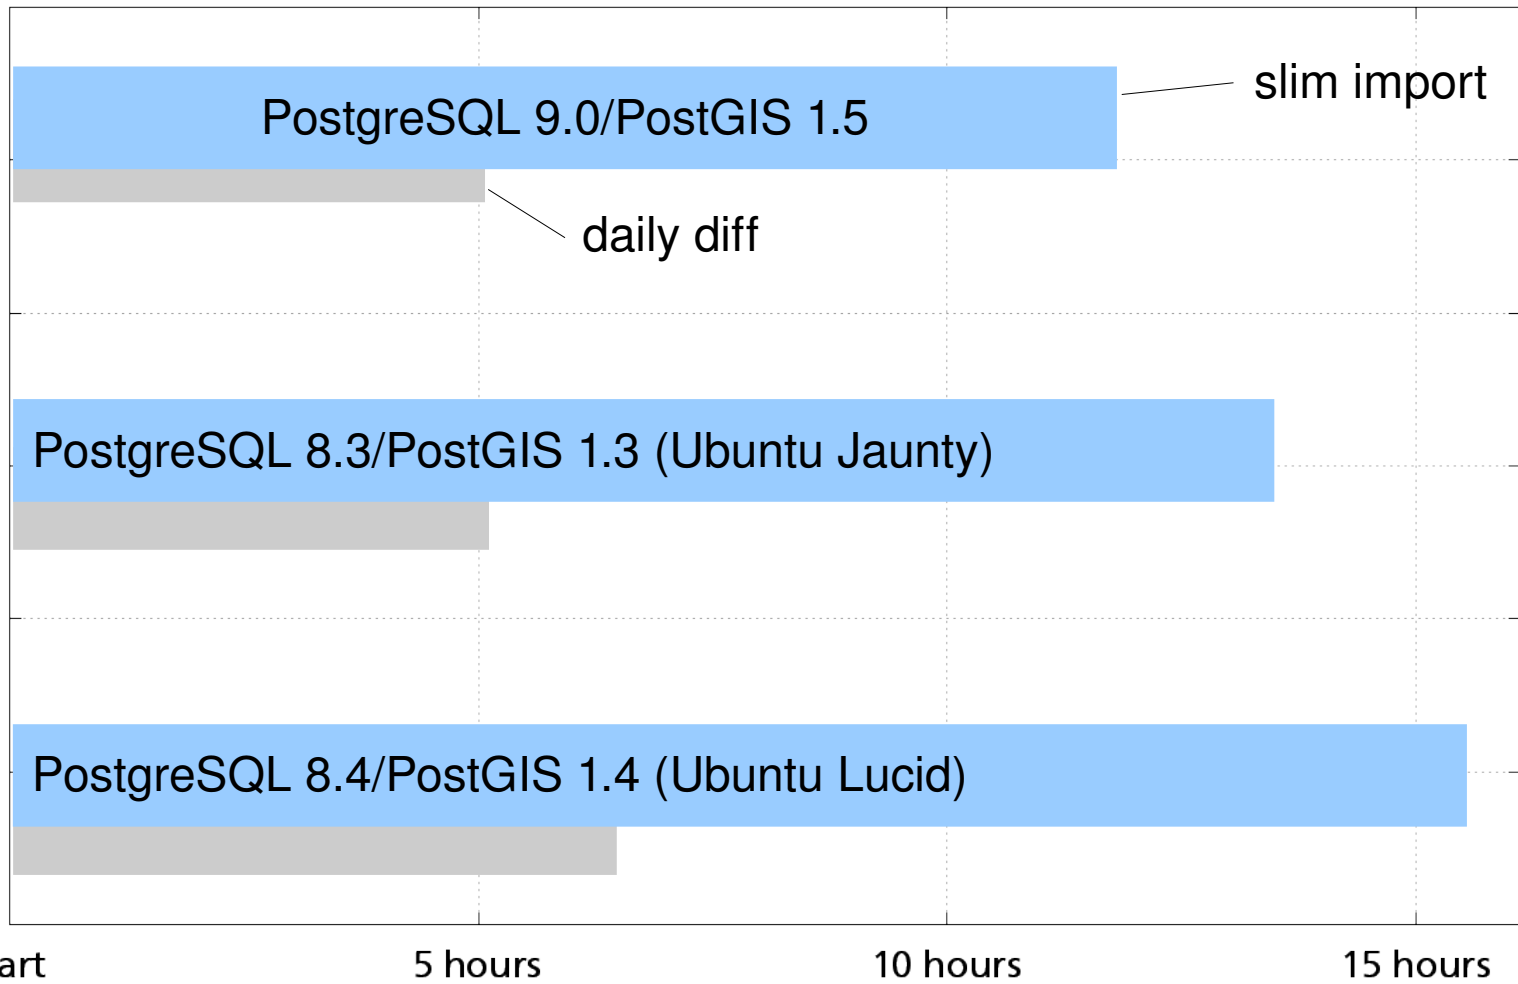 slim import
PostgreSQL 9.0/PostGIS 1.5
daily diff
PostgreSQL 8.3/PostGIS 1.3 (Ubuntu Jaunty)
PostgreSQL 8.4/PostGIS 1.4 (Ubuntu Lucid)
art 5 hours 10 hours 15 hours